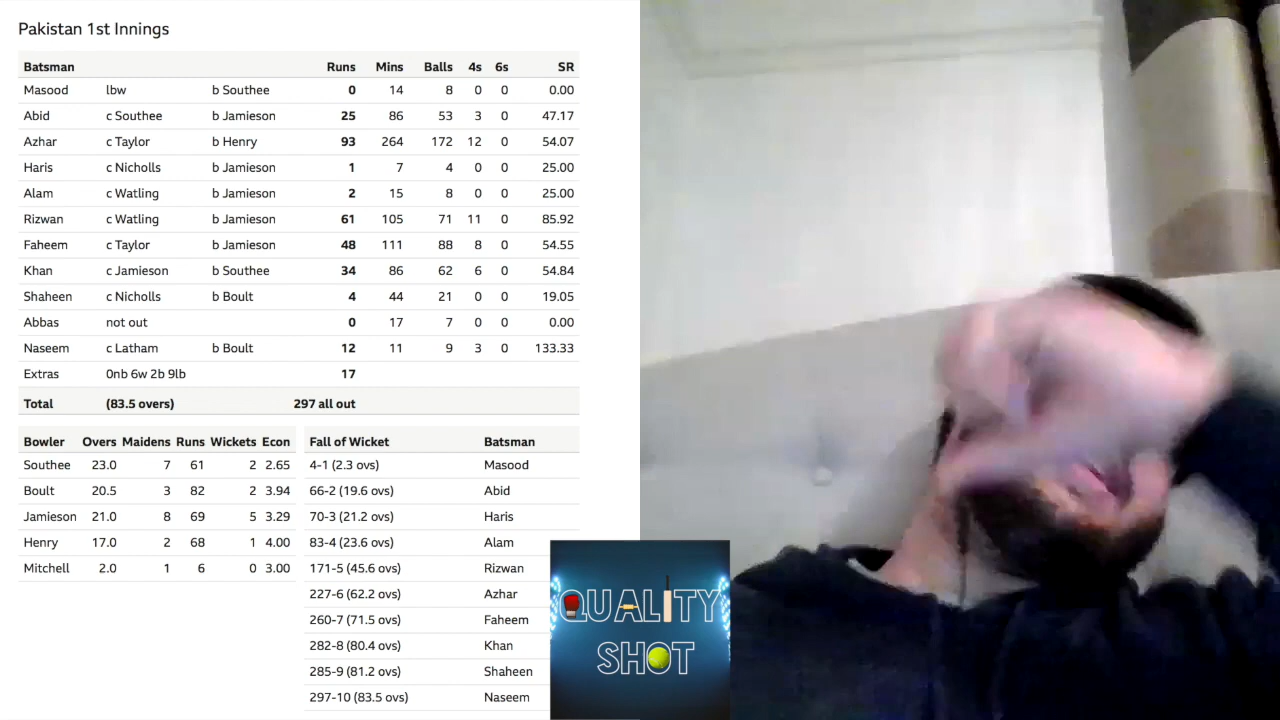 Pakistan 1st Innings
Batsman Runs Mins Balls 4s 6s SR
Masood lbw b Southee 0 14 8 0 0 0.00
Abid c Southee b Jamieson 25 86 53 3 0 47.17
Azhar c Taylor b Henry 93 264 172 12 0 54.07
Haris c Nicholls b Jamieson 1 7 4 0 0 25.00
Alam c Watling b Jamieson 2 15 8 0 0 25.00
Rizwan c Watling b Jamieson 61 105 71 11 0 85.92
Faheem c Taylor b Jamieson 48 111 88 8 0 54.55
Khan c Jamieson b Southee 34 86 62 6 0 54.84
Shaheen c Nicholls b Boult 4 44 21 0 0 19.05
Abbas not out 0 17 7 0 0 0.00
Naseem c Latham b Boult 12 11 9 3 0 133.33
Extras 0nb 6w 2b 9lb 17
Total (83.5 overs) 297 all out
Bowler Overs Maidens Runs Wickets Econ
Southee 23.0 7 61 2 2.65
Boult 20.5 3 82 2 3.94
Jamieson 21.0 8 69 5 3.29
Henry 17.0 2 68 1 4.00
Mitchell 2.0 1 6 0 3.00
Fall of Wicket Batsman
4-1 (2.3 ovs) Masood
66-2 (19.6 ovs) Abid
70-3 (21.2 ovs) Haris
83-4 (23.6 ovs) Alam
171-5 (45.6 ovs) Rizwan
227-6 (62.2 ovs) Azhar
260-7 (71.5 ovs) Faheem
282-8 (80.4 ovs) Khan
285-9 (81.2 ovs) Shaheen
297-10 (83.5 ovs) Naseem
QUALITY
SHOT